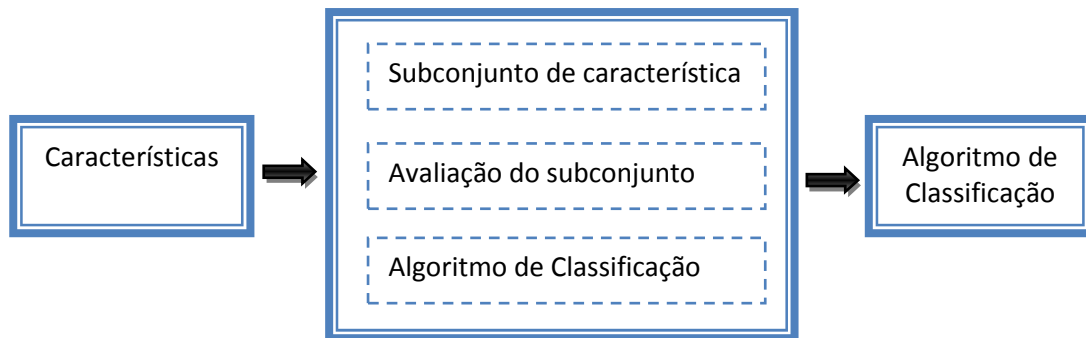 Características
Subconjunto de característica
Avaliação do subconjunto
Algoritmo de Classificação
Algoritmo de
Classificação